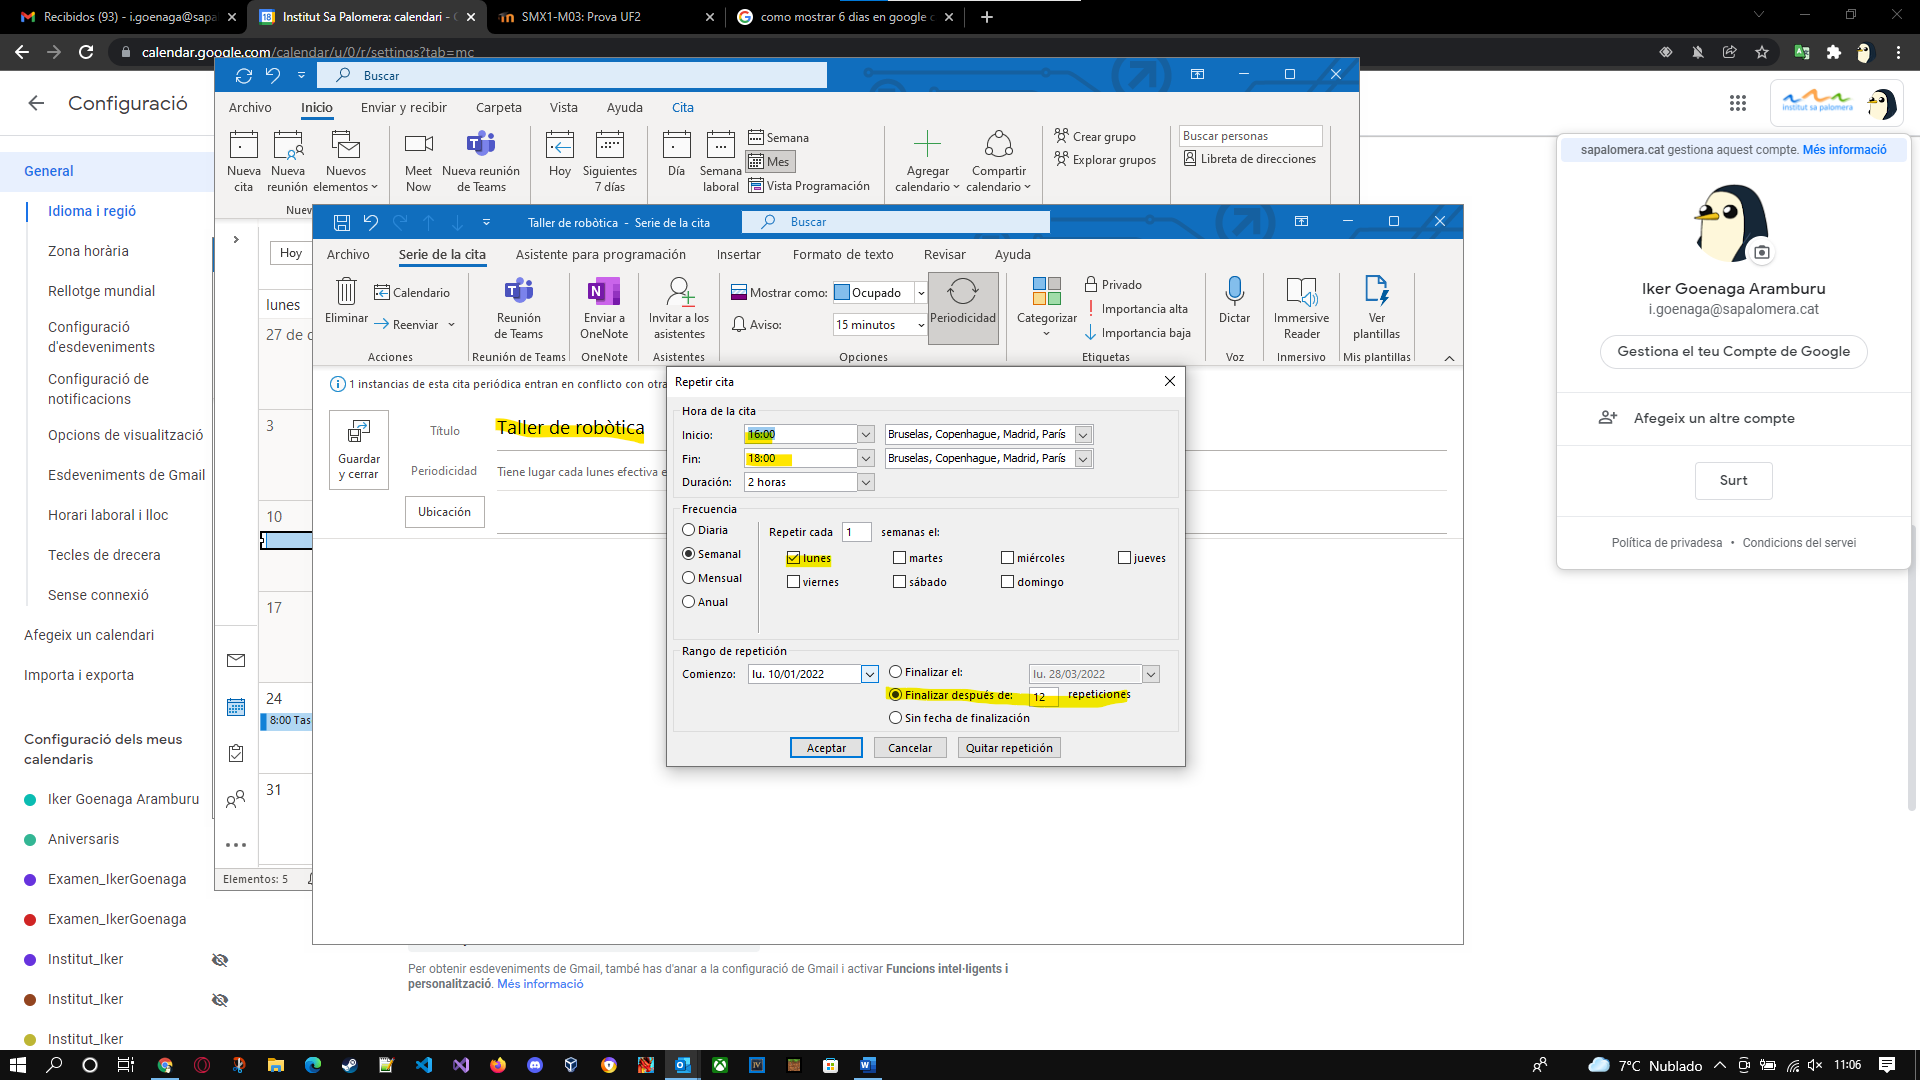 Recibidos (93) - i.goenaga@sapa
Institut Sa Palomera: calendari -
SMX1-M03: Prova UF2
como mostrar 6 dias en google c
calendar.google.com/calendar/u/0/r/settings?tab=mc
Configuració
General
Idioma i regió
Zona horària
Rellotge mundial
Configuració
d'esdeveniments
Configuració de
notificacions
Opcions de visualització
Esdeveniments de Gmail
Horari laboral i lloc
Tecles de drecera
Sense connexió
Afegeix un calendari
Importa i exporta
Configuració dels meus
calendaris
Iker Goenaga Aramburu
Aniversaris
Examen_IkerGoenaga
Examen_IkerGoenaga
Institut_Iker
Institut_Iker
Institut_Iker
Buscar
Archivo Inicio Enviar y recibir Carpeta Vista Ayuda Cita
Nueva
cita
Nueva
reunión
Nuevos
elementos
Meet
Now
Nueva reunión
de Teams
Hoy
Siguientes
7 días
Día
Semana
laboral
Semana
Mes
Vista Programación
Agregar
calendario
Compartir
calendario
Crear grupo
Explorar grupos
Buscar personas
Libreta de direcciones
Nuev
Hoy
lunes
27 de
3
10
17
24
8:00 Tas
31
Elementos: 5
Taller de robòtica - Serie de la cita
Buscar
Archivo Serie de la cita Asistente para programación Insertar Formato de texto Revisar Ayuda
Eliminar
Calendario
Reenviar
Acciones
Reunión
de Teams
Reunión de Teams
Enviar a
OneNote
OneNote
Invitar a los
asistentes
Asistentes
Mostrar como: Ocupado
Aviso: 15 minutos
Periodicidad
Opciones
Categorizar
Privado
Importancia alta
Importancia baja
Etiquetas
Dictar
Voz
Immersive
Reader
Inmersivo
Ver
plantillas
Mis plantillas
1 instancias de esta cita periódica entran en conflicto con otra
Guardar
y cerrar
Título
Taller de robòtica
Periodicidad
Tiene lugar cada lunes efectiva e
Ubicación
Repetir cita
Hora de la cita
Inicio: 16:00 Bruselas, Copenhague, Madrid, París
Fin: 18:00 Bruselas, Copenhague, Madrid, París
Duración: 2 horas
Frecuencia
Diaria
Semanal
Mensual
Anual
Repetir cada 1 semanas el:
lunes martes miércoles jueves
viernes sábado domingo
Rango de repetición
Comienzo: lu. 10/01/2022
Finalizar el: lu. 28/03/2022
Finalizar después de: 12 repeticiones
Sin fecha de finalización
Aceptar Cancelar Quitar repetición
Per obtenir esdeveniments de Gmail, també has d'anar a la configuració de Gmail i activar Funcions intel·ligents i
personalització. Més informació
institut sa palomera
sapalomera.cat gestiona aquest compte. Més informació
Iker Goenaga Aramburu
i.goenaga@sapalomera.cat
Gestiona el teu Compte de Google
Afegeix un altre compte
Surt
Política de privadesa • Condicions del servei
7°C Nublado
11:06